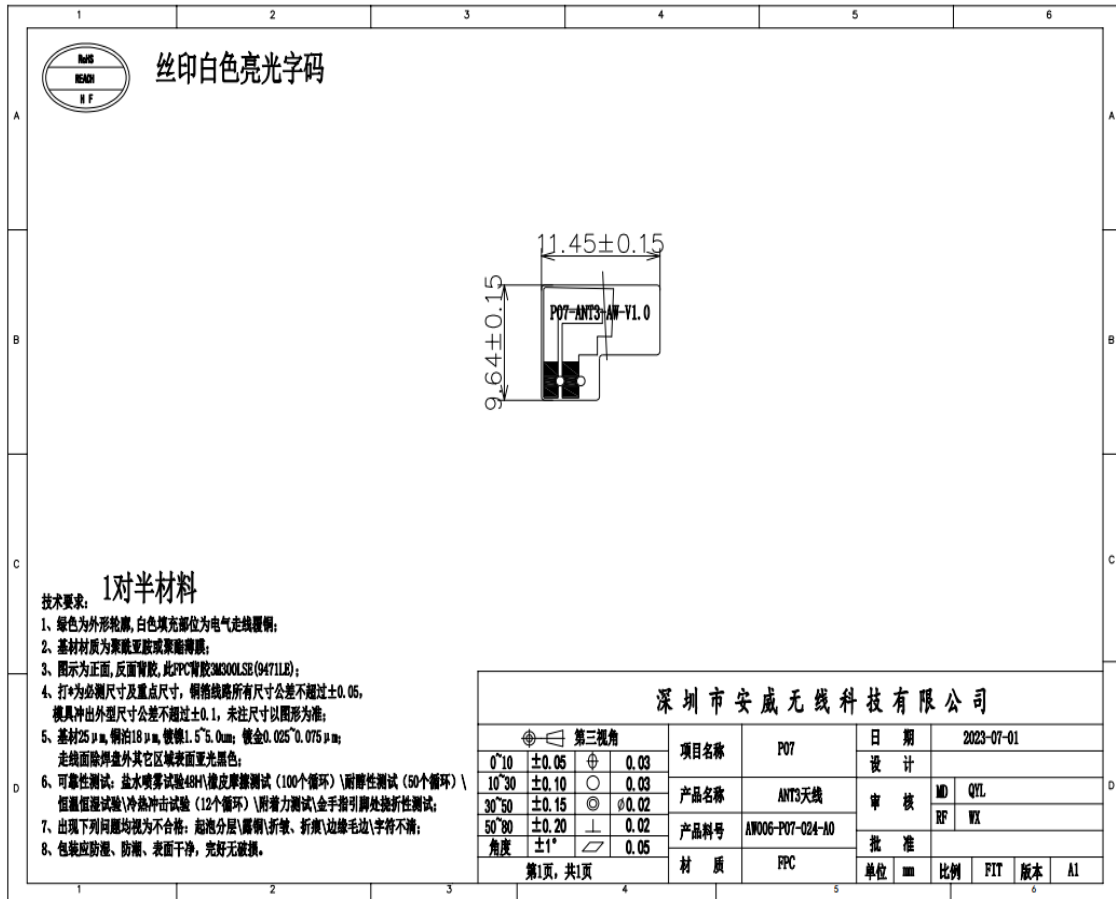 1 2 3 4 5 6
RoHS
REACH
H F
丝印白色亮光字码
A A
11.45±0.15
9.64±0.15
P07-ANT3-AW-V1.0
B B
C C
1对半材料
技术要求:
1、绿色为外形轮廓,白色填充部位为电气走线覆铜;
2、基材材质为聚酰亚胺或聚酯薄膜;
3、图示为正面,反面背胶,此FPC背胶3M300LSE(9471LE);
4、打*为必测尺寸及重点尺寸, 铜箔线路所有尺寸公差不超过±0.05,
模具冲出外型尺寸公差不超过±0.1, 未注尺寸以图形为准;
5、基材25μm,铜泊18μm,镀镍1.5~5.0um; 镀金0.025~0.075μm;
走线面除焊盘外其它区域表面亚光黑色;
6、可靠性测试: 盐水喷雾试验48H\橡皮摩擦测试 (100个循环) \耐醇性测试 (50个循环) \
恒温恒湿试验\冷热冲击试验 (12个循环) \附着力测试\金手指引脚处挠折性测试;
7、出现下列问题均视为不合格: 起泡分层\露铜\折皱、折痕\边缘毛边\字符不清;
8、包装应防湿、防潮、表面干净, 完好无破损。
D D
深圳市安威无线科技有限公司
第三视角
0~10 ±0.05 0.03
10~30 ±0.10 0.03
30~50 ±0.15 ⌀0.02
50~80 ±0.20 0.02
角度 ±1° 0.05
第1页, 共1页
项目名称 P07
产品名称 ANT3天线
产品料号 AW006-P07-024-A0
材 质 FPC
日 期 2023-07-01
设 计
审 核 MD QYL
RF WX
批 准
单位 mm 比例 FIT 版本 A1
1 2 3 4 5 6